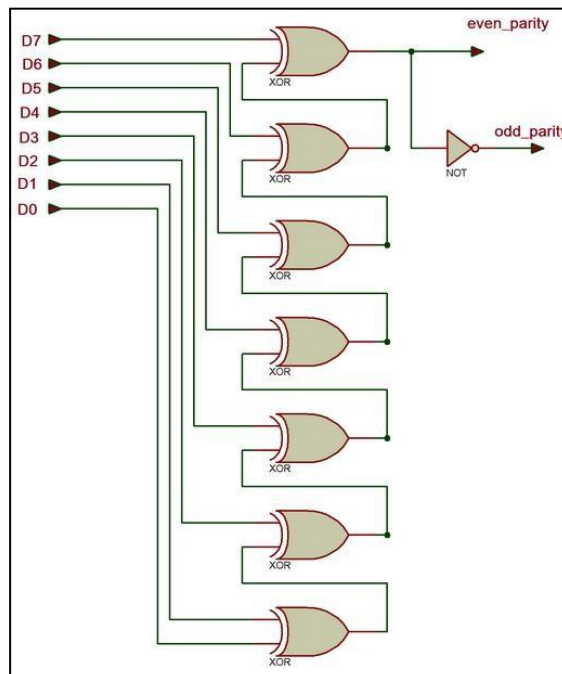 even_parity
D7
D6
XOR
D5
D4
odd_parity
D3
D2
XOR
NOT
D1
D0
XOR
XOR
XOR
XOR
XOR